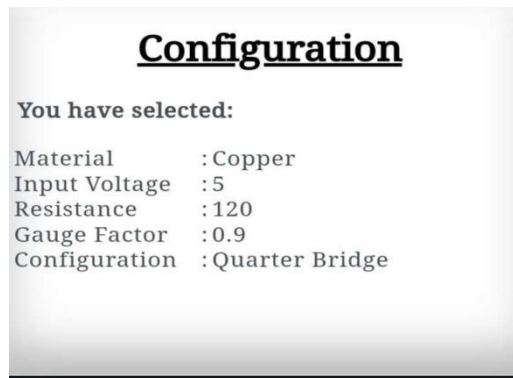 Configuration
You have selected:
Material : Copper
Input Voltage : 5
Resistance : 120
Gauge Factor : 0.9
Configuration : Quarter Bridge